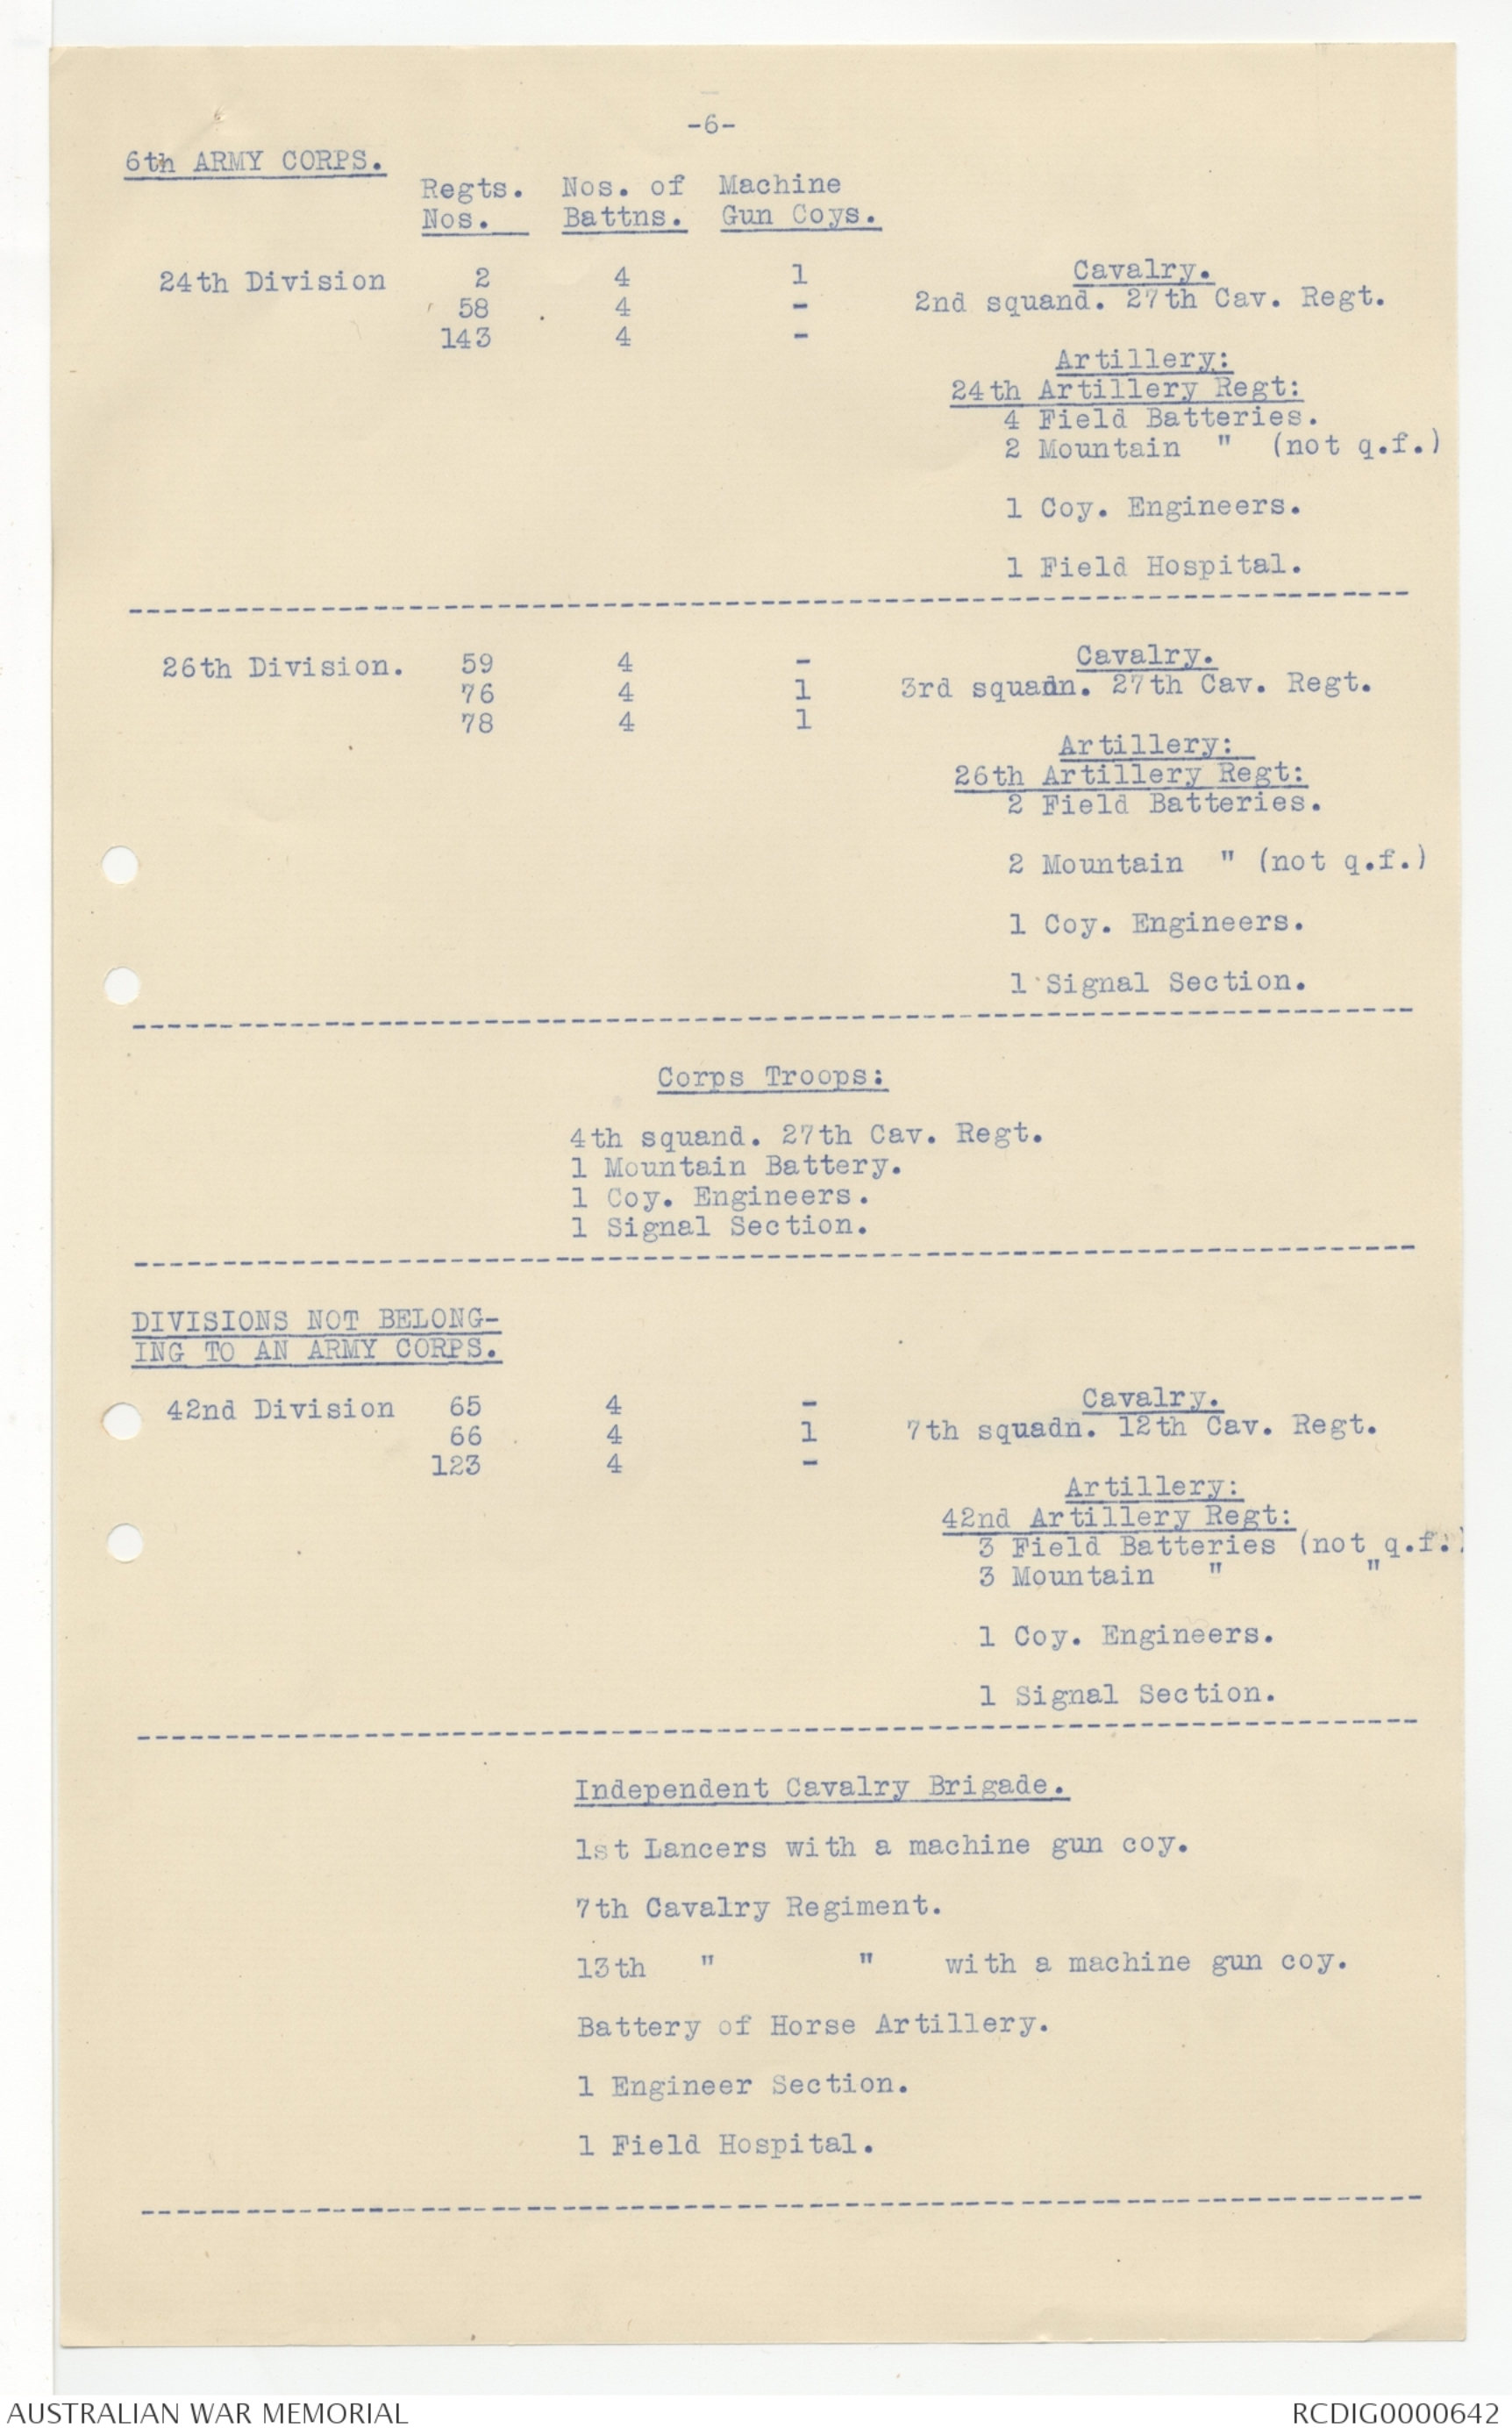 -6-
6th ARMY CORPS.
Regts. Nos. of Machine
Nos. Battns. Gun Coys.
24th Division 2 4 1
58 4 -
143 4 -
Cavalry.
2nd squand. 27th Cav. Regt.
Artillery:
24th Artillery Regt:
4 Field Batteries.
2 Mountain " (not q.f.)
1 Coy. Engineers.
1 Field Hospital.
26th Division. 59 4 -
76 4 1
78 4 1
Cavalry.
3rd squadn. 27th Cav. Regt.
Artillery:
26th Artillery Regt:
2 Field Batteries.
2 Mountain " (not q.f.)
1 Coy. Engineers.
1 Signal Section.
Corps Troops:
4th squand. 27th Cav. Regt.
1 Mountain Battery.
1 Coy. Engineers.
1 Signal Section.
DIVISIONS NOT BELONG-
ING TO AN ARMY CORPS.
42nd Division 65 4 -
66 4 1
123 4 -
Cavalry.
7th squadn. 12th Cav. Regt.
Artillery:
42nd Artillery Regt:
3 Field Batteries (not q.f.)
3 Mountain " "
1 Coy. Engineers.
1 Signal Section.
Independent Cavalry Brigade.
1st Lancers with a machine gun coy.
7th Cavalry Regiment.
13th " " with a machine gun coy.
Battery of Horse Artillery.
1 Engineer Section.
1 Field Hospital.
AUSTRALIAN WAR MEMORIAL
RCDIG0000642